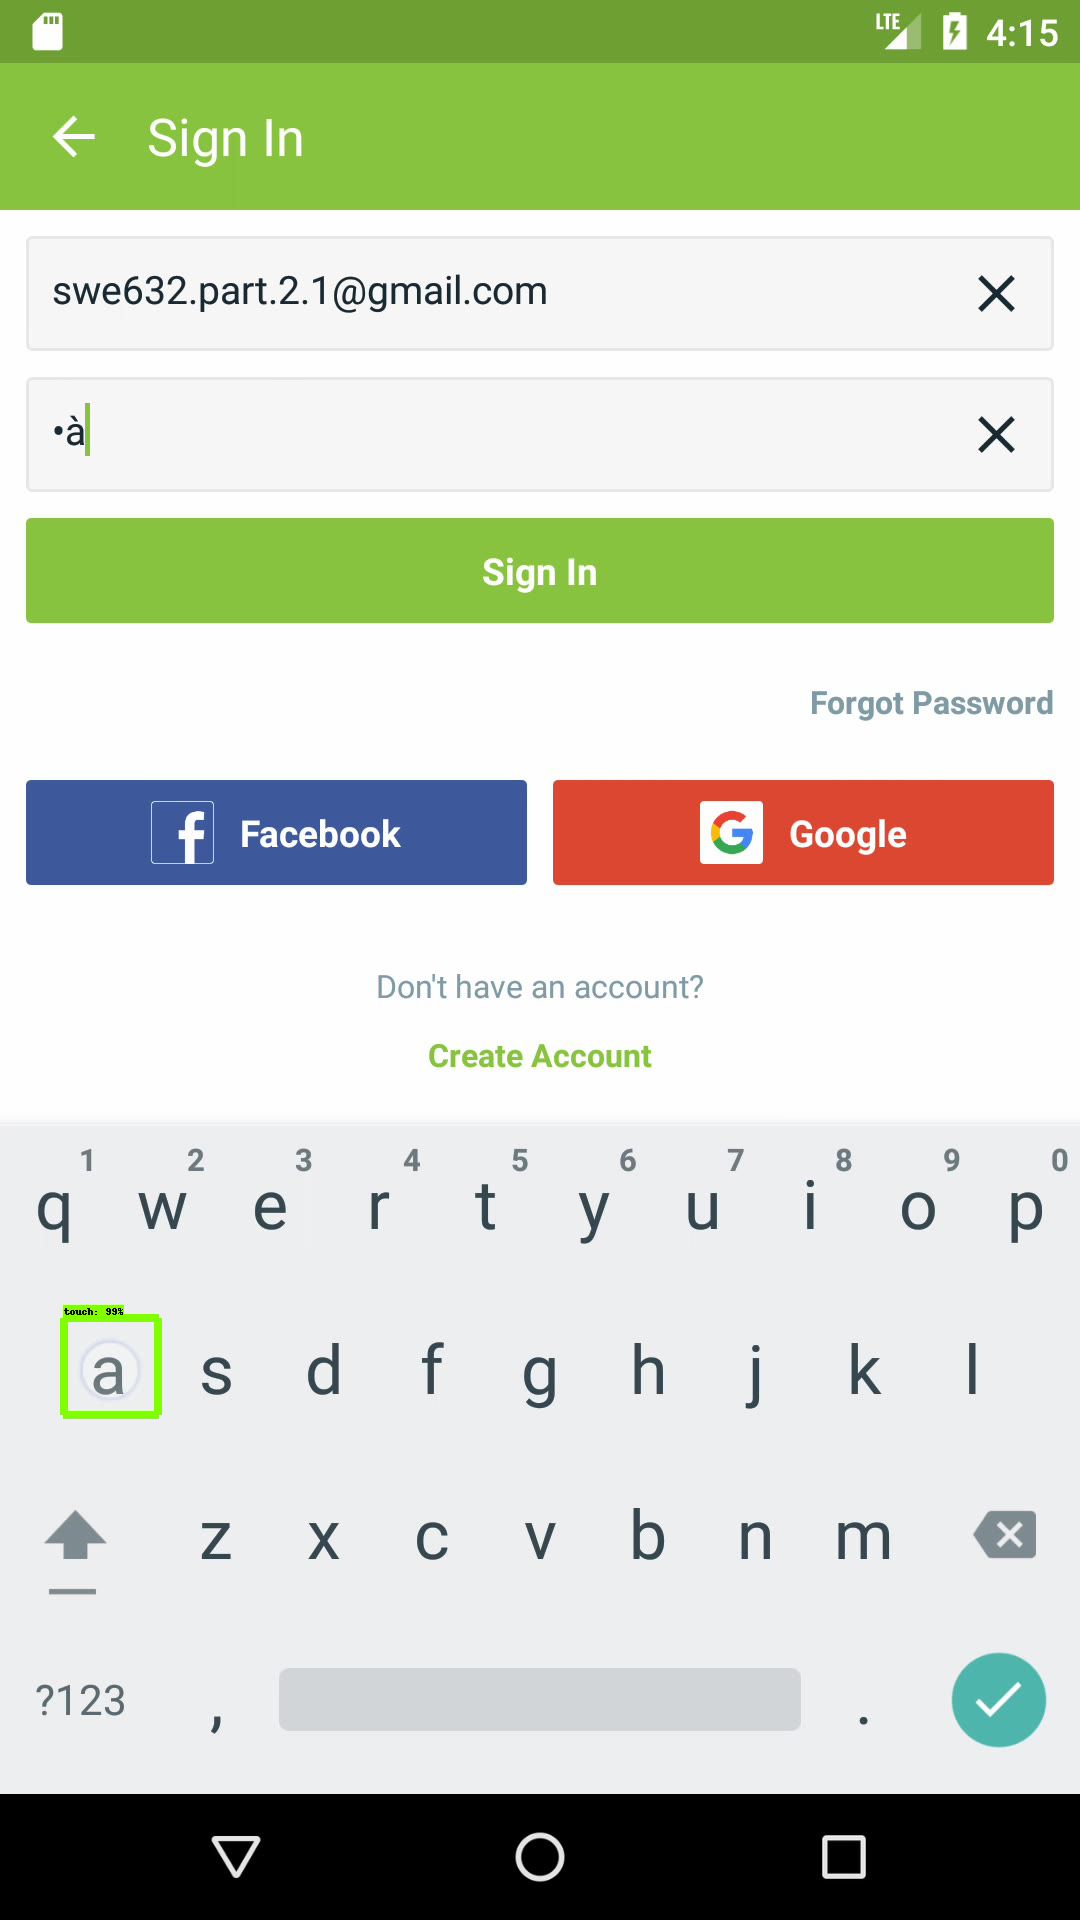 LTE 4:15
Sign In
swe632.part.2.1@gmail.com
•à
Sign In
Forgot Password
Facebook Google
Don't have an account?
Create Account
1 2 3 4 5 6 7 8 9 0
q w e r t y u i o p
touch: 99%
a s d f g h j k l
z x c v b n m
?123 , .